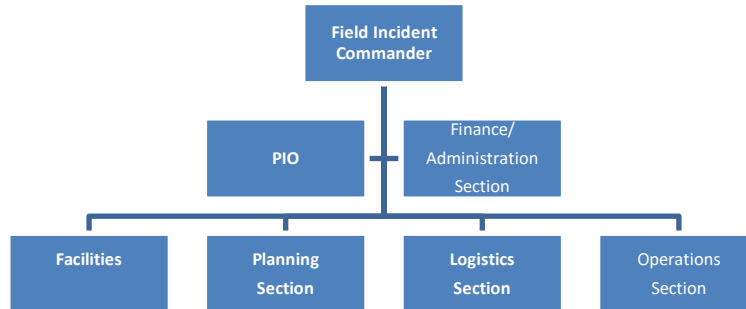 Field Incident
Commander
PIO
Finance/
Administration
Section
Facilities
Planning
Section
Logistics
Section
Operations
Section